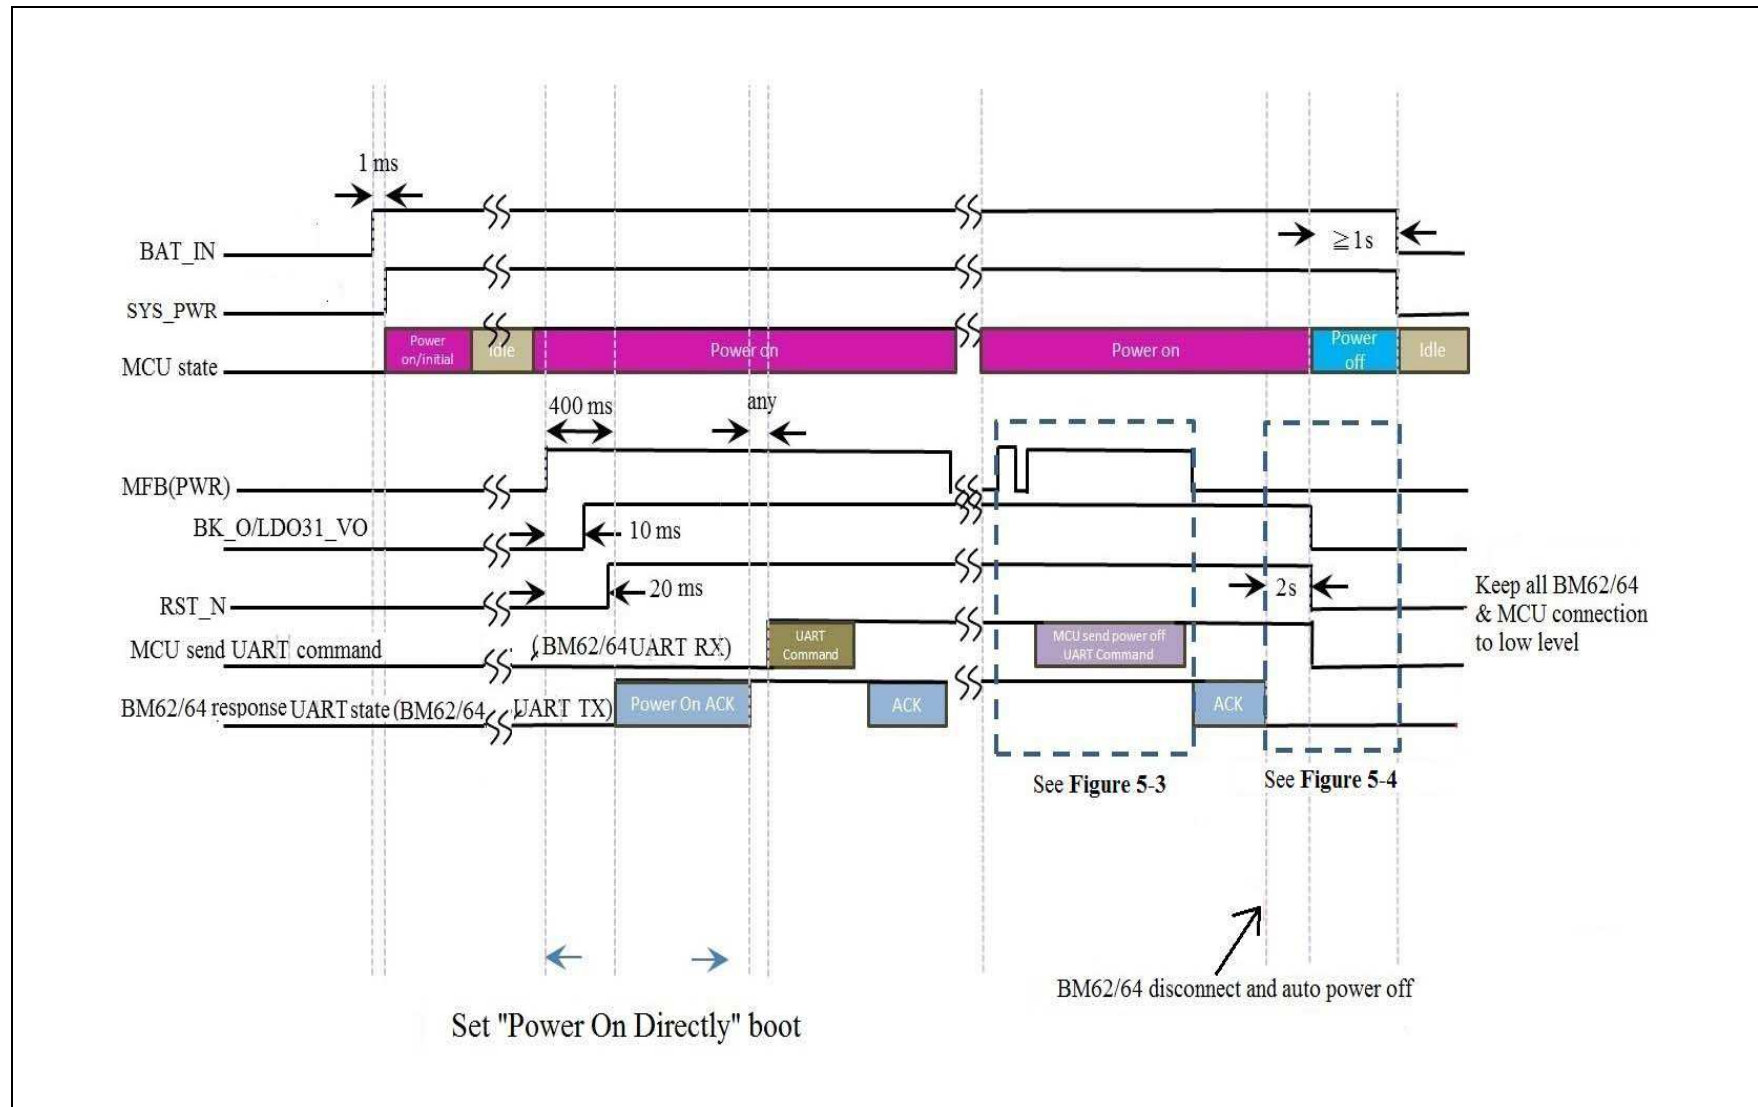 1 ms
BAT_IN
≧1s
SYS_PWR
MCU state
Power
on/initial
Idle
Power on
Power on
Power
off
Idle
400 ms
any
MFB(PWR)
BK_O/LDO31_VO
10 ms
RST_N
20 ms
2s
Keep all BM62/64
& MCU connection
to low level
MCU send UART command
(BM62/64 UART RX)
UART
Command
MCU send power off
UART Command
BM62/64 response UART state (BM62/64 UART TX)
Power On ACK
ACK
ACK
See Figure 5-3
See Figure 5-4
BM62/64 disconnect and auto power off
Set "Power On Directly" boot